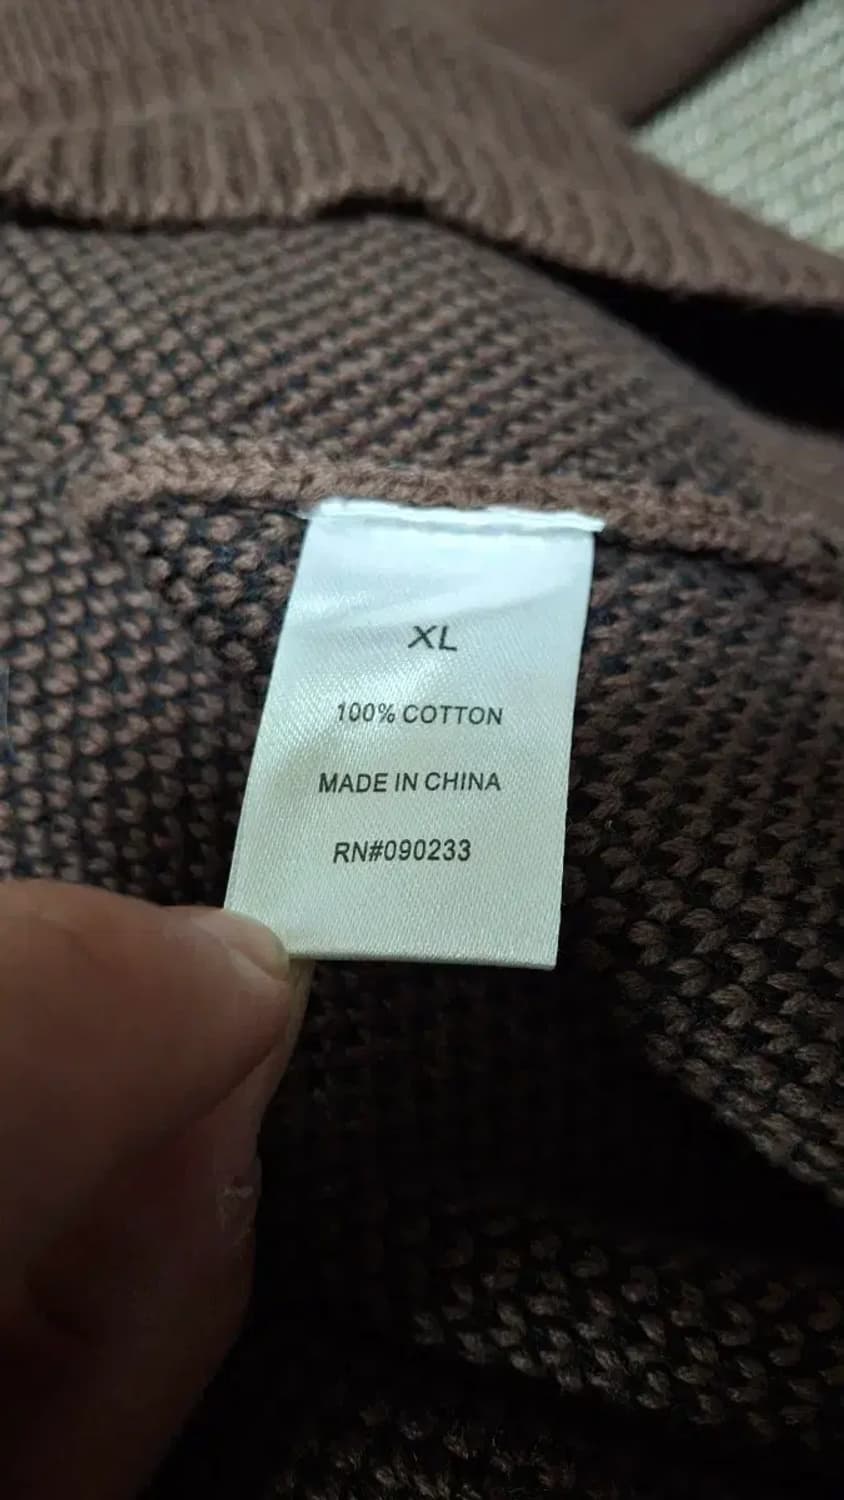 XL
100% COTTON
MADE IN CHINA
RN#090233